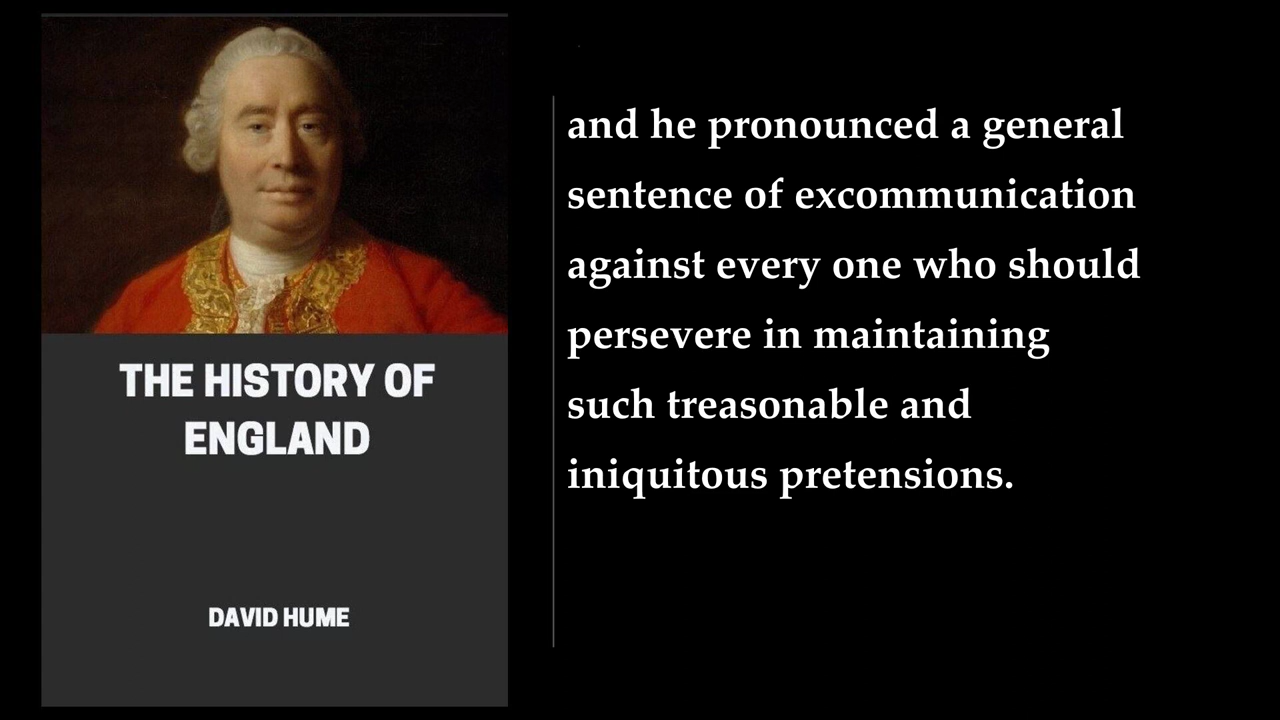 THE HISTORY OF
ENGLAND
DAVID HUME
and he pronounced a general
sentence of excommunication
against every one who should
persevere in maintaining
such treasonable and
iniquitous pretensions.